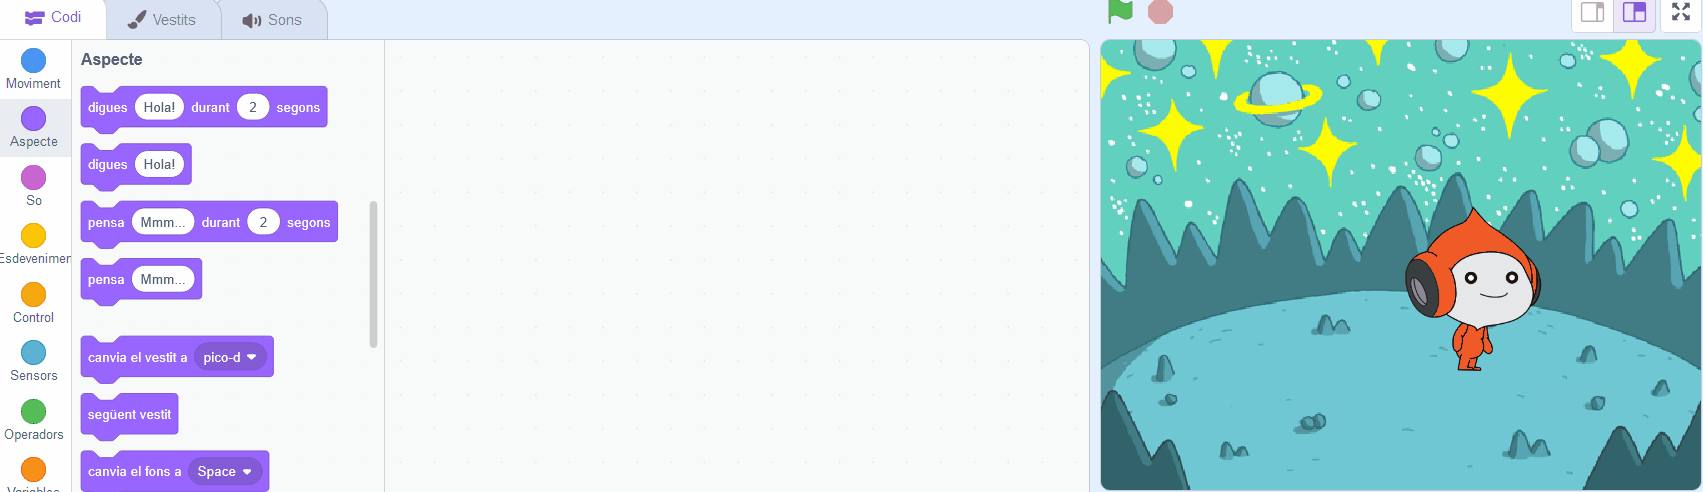 Codi
Vestits
Sons
Moviment
Aspecte
So
Esdevenimen
Control
Sensors
Operadors
Variables
Aspecte
digues Hola! durant 2 segons
digues Hola!
pensa Mmm... durant 2 segons
pensa Mmm...
canvia el vestit a pico-d
següent vestit
canvia el fons a Space